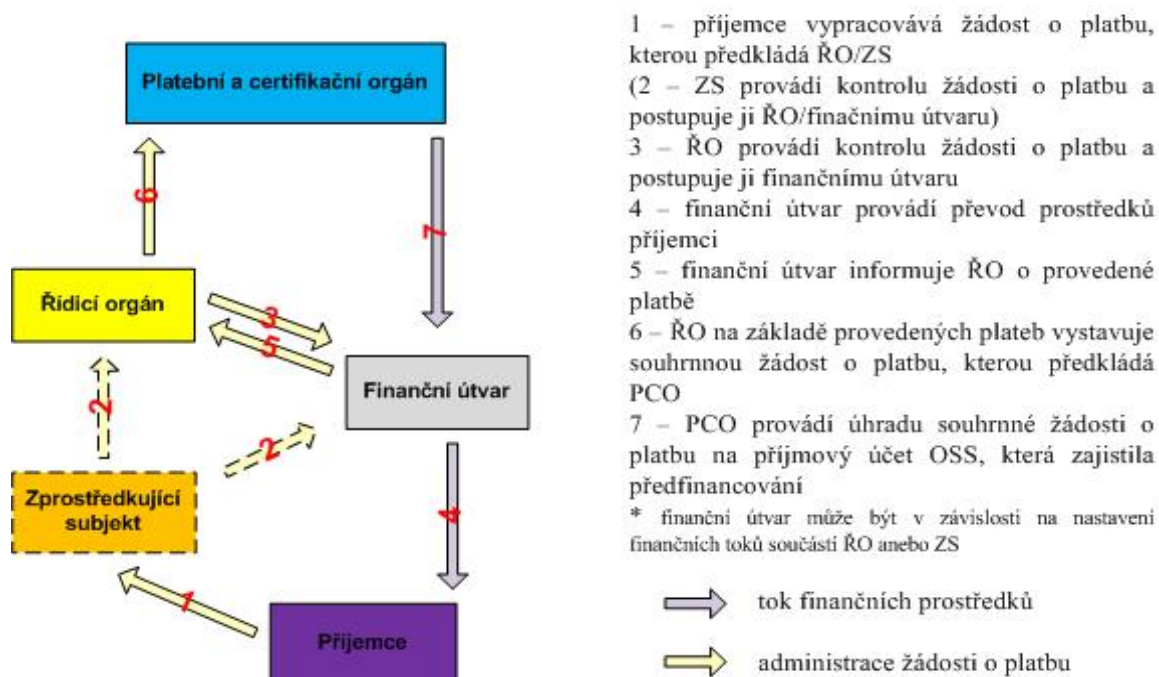 Platební a certifikační orgán
6
7
Řídicí orgán
3
5
Finanční útvar
2
2
Zprostředkující
subjekt
4
1
Příjemce
1 – příjemce vypracovává žádost o platbu,
kterou předkládá ŘO/ZS
(2 – ZS provádí kontrolu žádosti o platbu a
postupuje ji ŘO/finačnímu útvaru)
3 – ŘO provádí kontrolu žádosti o platbu a
postupuje ji finančnímu útvaru
4 – finanční útvar provádí převod prostředků
příjemci
5 – finanční útvar informuje ŘO o provedené
platbě
6 – ŘO na základě provedených plateb vystavuje
souhrnnou žádost o platbu, kterou předkládá
PCO
7 – PCO provádí úhradu souhrnné žádosti o
platbu na příjmový účet OSS, která zajistila
předfinancování
* finanční útvar může být v závislosti na nastavení
finančních toků součástí ŘO anebo ZS
tok finančních prostředků
administrace žádosti o platbu